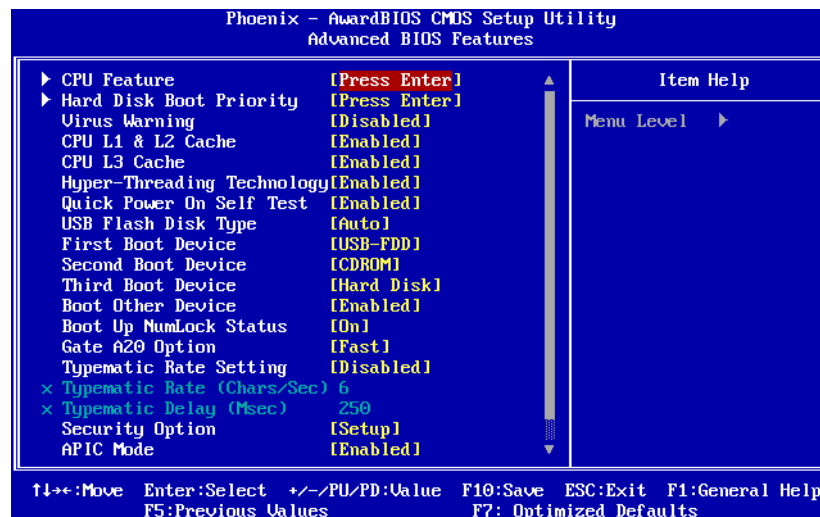 Phoenix - AwardBIOS CMOS Setup Utility
Advanced BIOS Features
CPU Feature [Press Enter]
Hard Disk Boot Priority [Press Enter]
Virus Warning [Disabled]
CPU L1 & L2 Cache [Enabled]
CPU L3 Cache [Enabled]
Hyper-Threading Technology[Enabled]
Quick Power On Self Test [Enabled]
USB Flash Disk Type [Auto]
First Boot Device [USB-FDD]
Second Boot Device [CDROM]
Third Boot Device [Hard Disk]
Boot Other Device [Enabled]
Boot Up NumLock Status [On]
Gate A20 Option [Fast]
Typematic Rate Setting [Disabled]
x Typematic Rate (Chars/Sec) 6
x Typematic Delay (Msec) 250
Security Option [Setup]
APIC Mode [Enabled]
Item Help
Menu Level
↑↓→←:Move Enter:Select +/-/PU/PD:Value F10:Save ESC:Exit F1:General Help
F5:Previous Values F7: Optimized Defaults